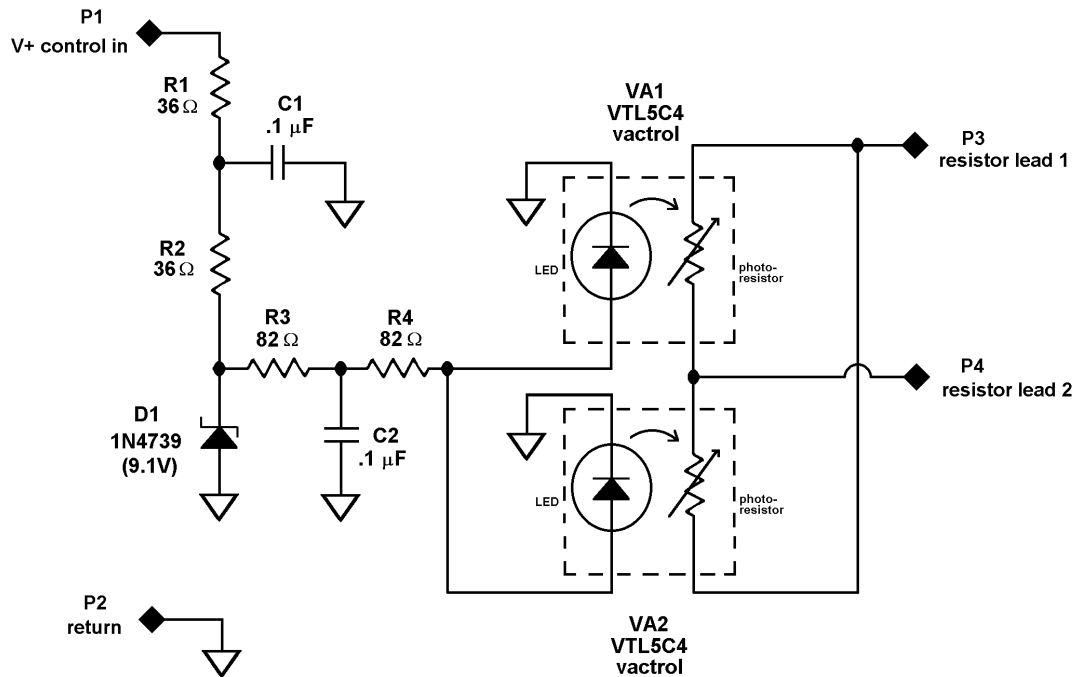 P1
V+ control in
R1
36 Ω
C1
.1 μF
R2
36 Ω
R3
82 Ω
R4
82 Ω
D1
1N4739
(9.1V)
C2
.1 μF
P2
return
VA1
VTL5C4
vactrol
LED
photo-
resistor
P3
resistor lead 1
P4
resistor lead 2
LED
photo-
resistor
VA2
VTL5C4
vactrol